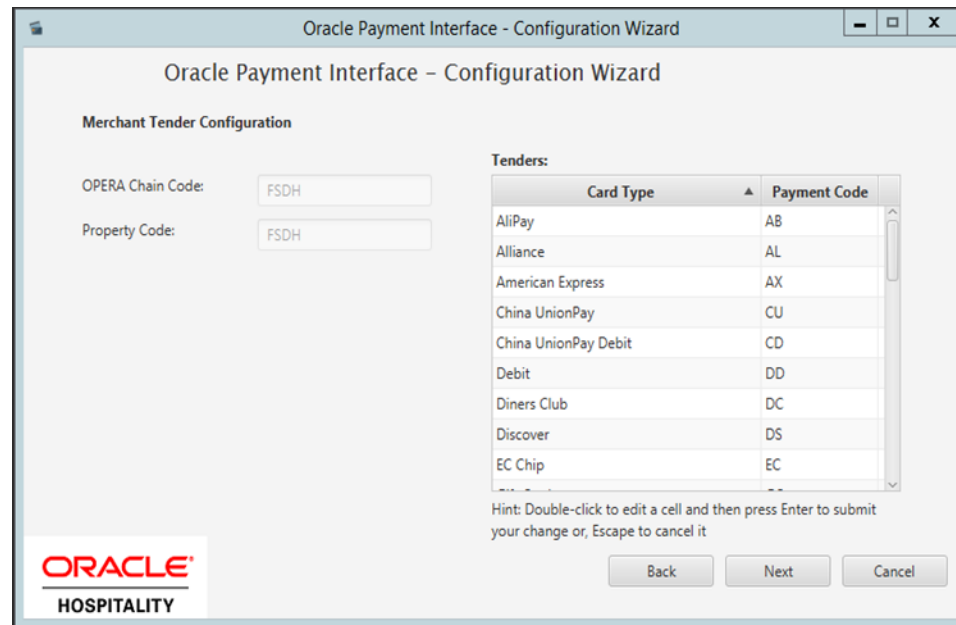 Oracle Payment Interface - Configuration Wizard
Oracle Payment Interface – Configuration Wizard
Merchant Tender Configuration
OPERA Chain Code: FSDH
Property Code: FSDH
Tenders:
Card Type Payment Code
AliPay AB
Alliance AL
American Express AX
China UnionPay CU
China UnionPay Debit CD
Debit DD
Diners Club DC
Discover DS
EC Chip EC
Hint: Double-click to edit a cell and then press Enter to submit
your change or, Escape to cancel it
Back Next Cancel
ORACLE®
HOSPITALITY